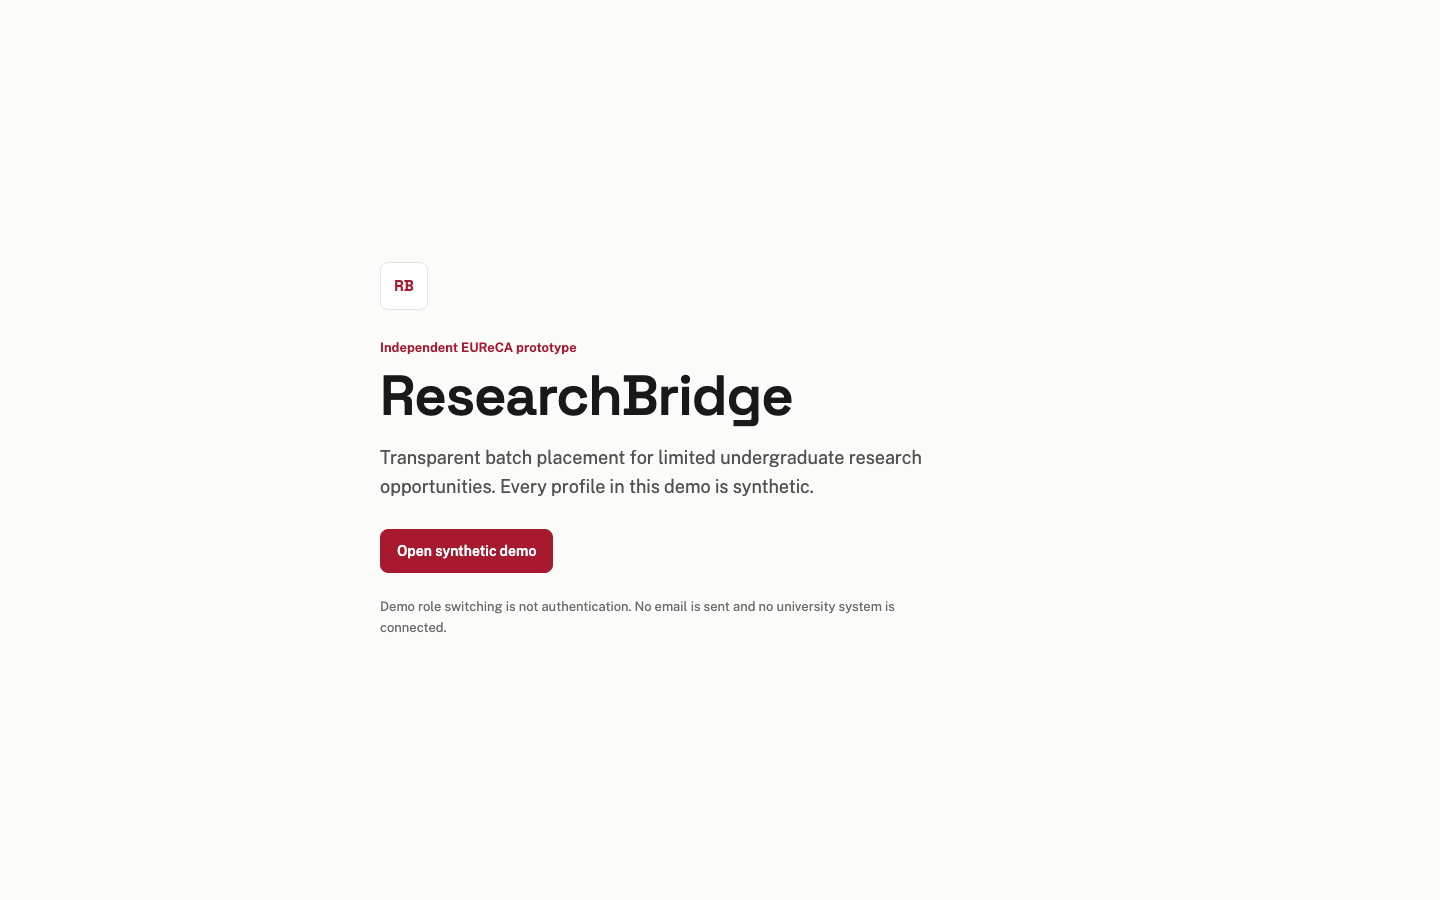 RB
Independent EUReCA prototype
ResearchBridge
Transparent batch placement for limited undergraduate research
opportunities. Every profile in this demo is synthetic.
Open synthetic demo
Demo role switching is not authentication. No email is sent and no university system is
connected.